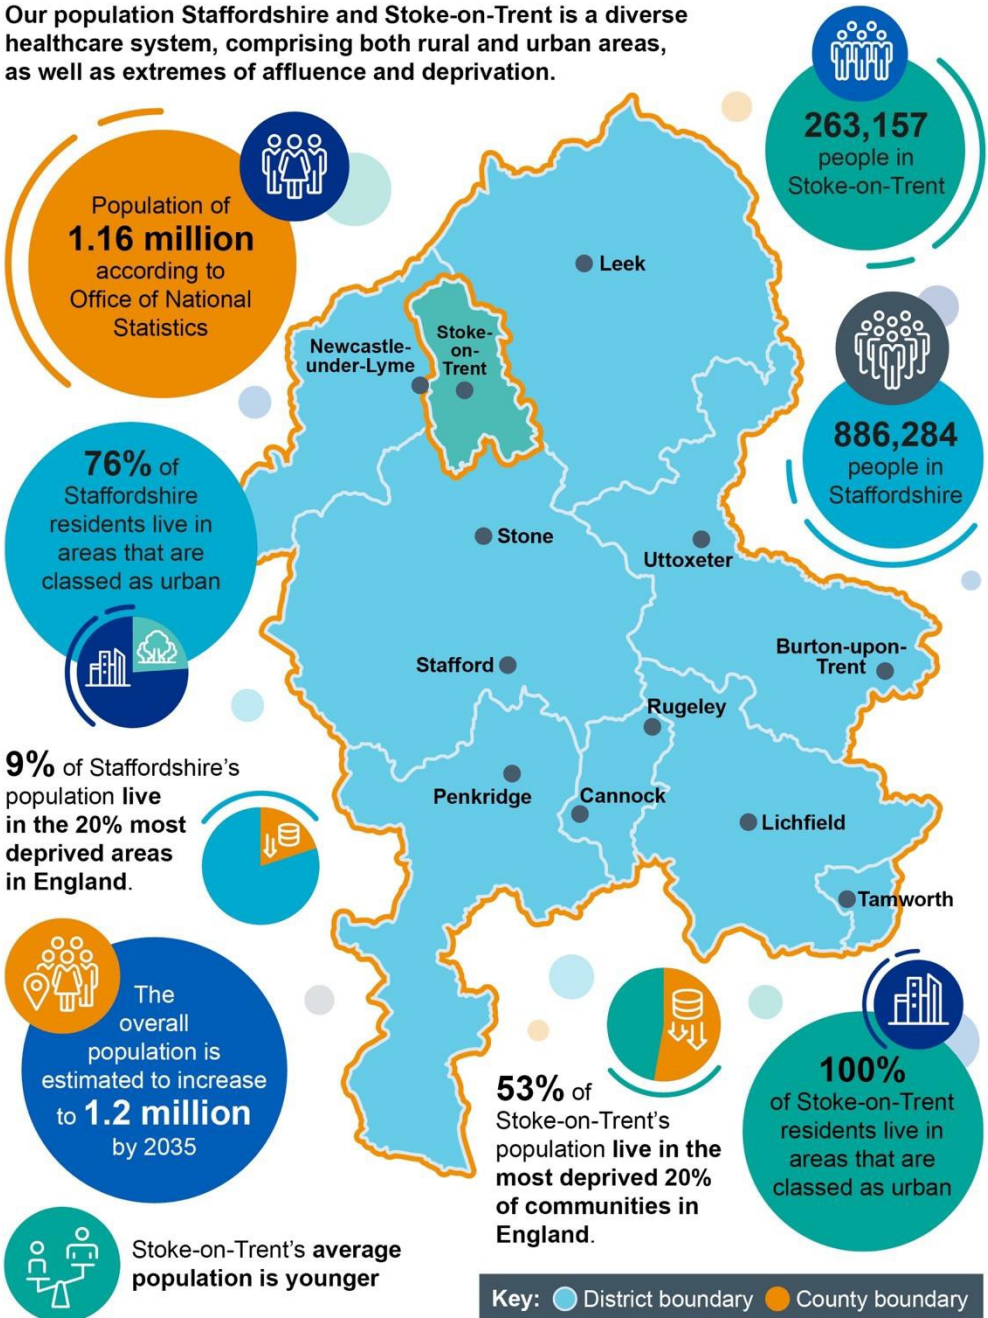 Our population Staffordshire and Stoke-on-Trent is a diverse
healthcare system, comprising both rural and urban areas,
as well as extremes of affluence and deprivation.
263,157
people in
Stoke-on-Trent
Population of
1.16 million
according to
Office of National
Statistics
Leek
Newcastle-
under-Lyme
Stoke-
on-
Trent
886,284
people in
Staffordshire
76% of
Staffordshire
residents live in
areas that are
classed as urban
Stone
Uttoxeter
Stafford
Burton-upon-
Trent
Rugeley
Penkridge
Cannock
Lichfield
Tamworth
9% of Staffordshire’s
population live
in the 20% most
deprived areas
in England.
The
overall
population is
estimated to increase
to 1.2 million
by 2035
53% of
Stoke-on-Trent’s
population live in the
most deprived 20%
of communities in
England.
100%
of Stoke-on-Trent
residents live in
areas that are
classed as urban
Stoke-on-Trent’s average
population is younger
Key: District boundary County boundary